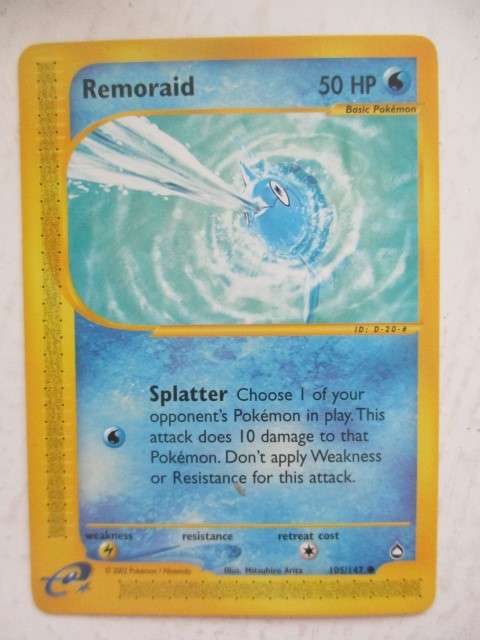 Remoraid 50 HP
Basic Pokémon
ID: D-20-#
Splatter Choose 1 of your
opponent's Pokémon in play. This
attack does 10 damage to that
Pokémon. Don't apply Weakness
or Resistance for this attack.
weakness resistance retreat cost
© 2002 Pokémon / Nintendo Illus. Mitsuhiro Arita 105/147
e